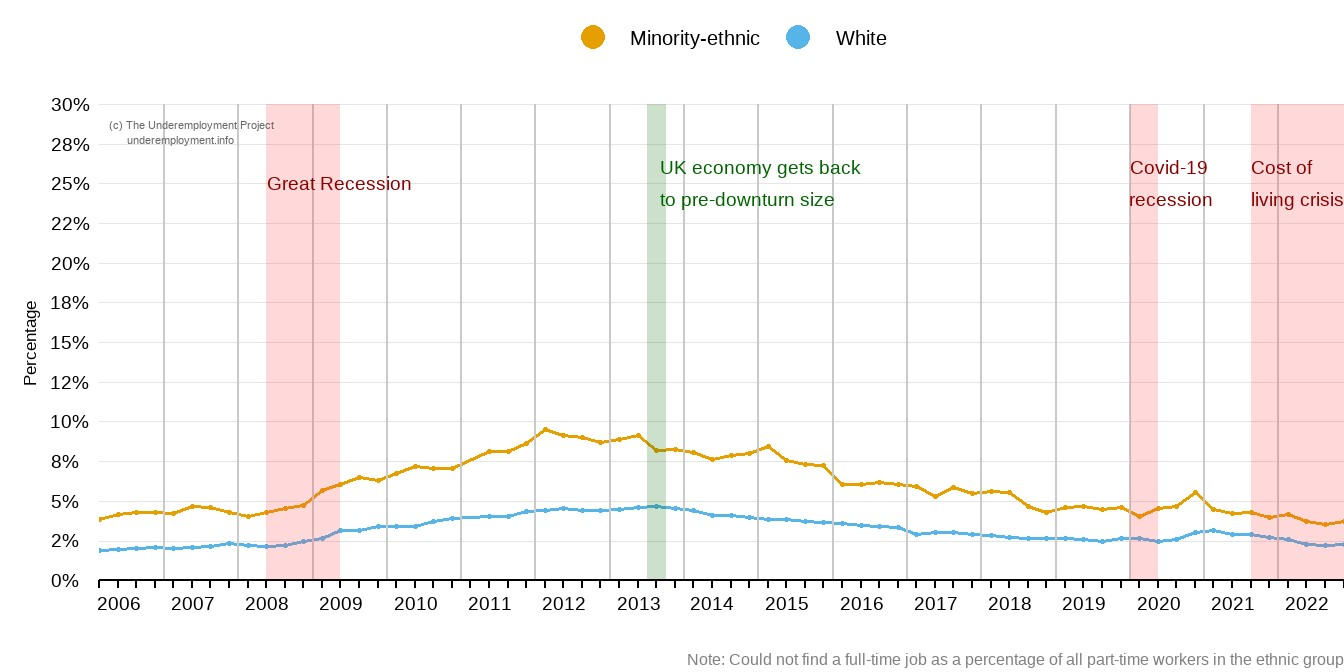 Minority-ethnic White
30%
(c) The Underemployment Project
underemployment.info
28%
UK economy gets back
to pre-downturn size
Covid-19
recession
Cost of
living crisis
Great Recession
25%
22%
20%
18%
15%
12%
10%
8%
5%
2%
0%
Percentage
2006 2007 2008 2009 2010 2011 2012 2013 2014 2015 2016 2017 2018 2019 2020 2021 2022
Note: Could not find a full-time job as a percentage of all part-time workers in the ethnic group